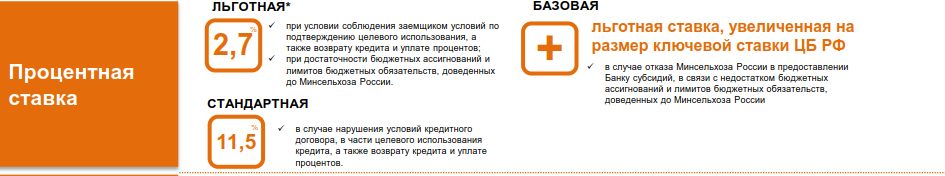 Процентная
ставка
ЛЬГОТНАЯ*
2,7%
✓ при условии соблюдения заемщиком условий по
подтверждению целевого использования, а
также возврату кредита и уплате процентов;
✓ при достаточности бюджетных ассигнований и
лимитов бюджетных обязательств, доведенных
до Минсельхоза России.
СТАНДАРТНАЯ
11,5%
✓ в случае нарушения условий кредитного
договора, в части целевого использования
кредита, а также возврату кредита и уплате
процентов.
БАЗОВАЯ
+
льготная ставка, увеличенная на
размер ключевой ставки ЦБ РФ
✓ в случае отказа Минсельхоза России в предоставлении
Банку субсидий, в связи с недостатком бюджетных
ассигнований и лимитов бюджетных обязательств,
доведенных до Минсельхоза России